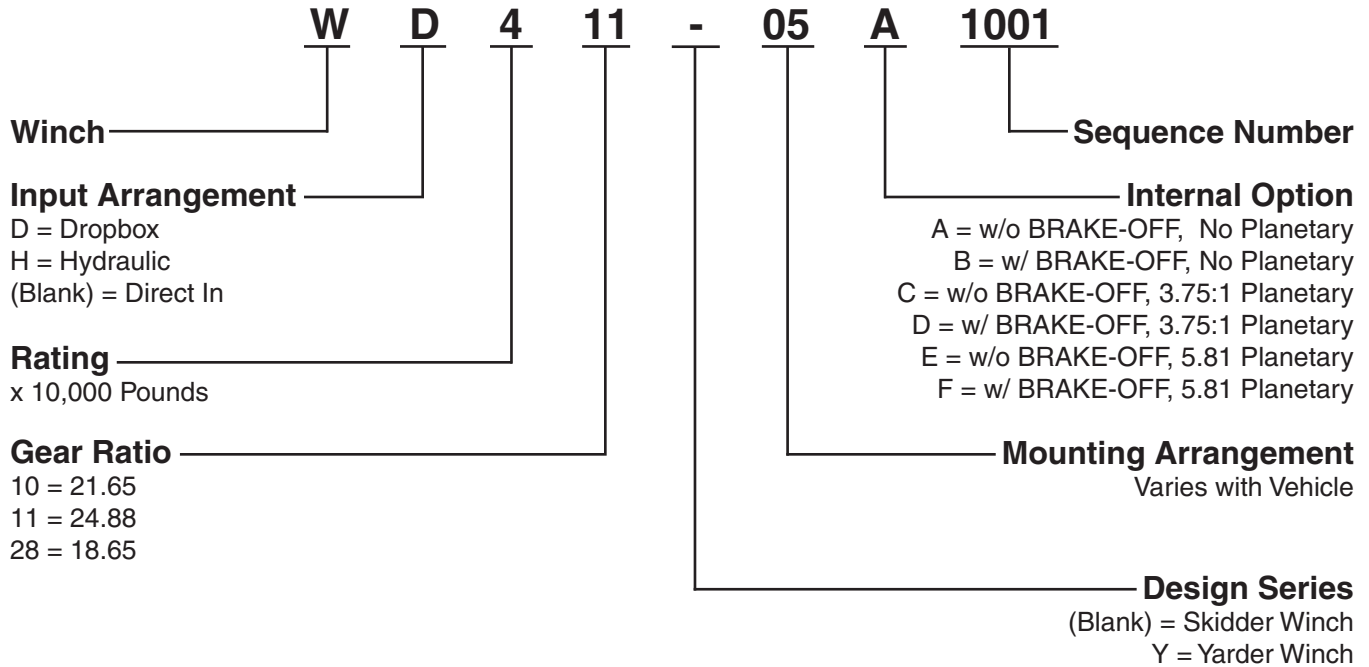 W D 4 11 - 05 A 1001
Winch
Input Arrangement
D = Dropbox
H = Hydraulic
(Blank) = Direct In
Rating
x 10,000 Pounds
Gear Ratio
10 = 21.65
11 = 24.88
28 = 18.65
Sequence Number
Internal Option
A = w/o BRAKE-OFF, No Planetary
B = w/ BRAKE-OFF, No Planetary
C = w/o BRAKE-OFF, 3.75:1 Planetary
D = w/ BRAKE-OFF, 3.75:1 Planetary
E = w/o BRAKE-OFF, 5.81 Planetary
F = w/ BRAKE-OFF, 5.81 Planetary
Mounting Arrangement
Varies with Vehicle
Design Series
(Blank) = Skidder Winch
Y = Yarder Winch